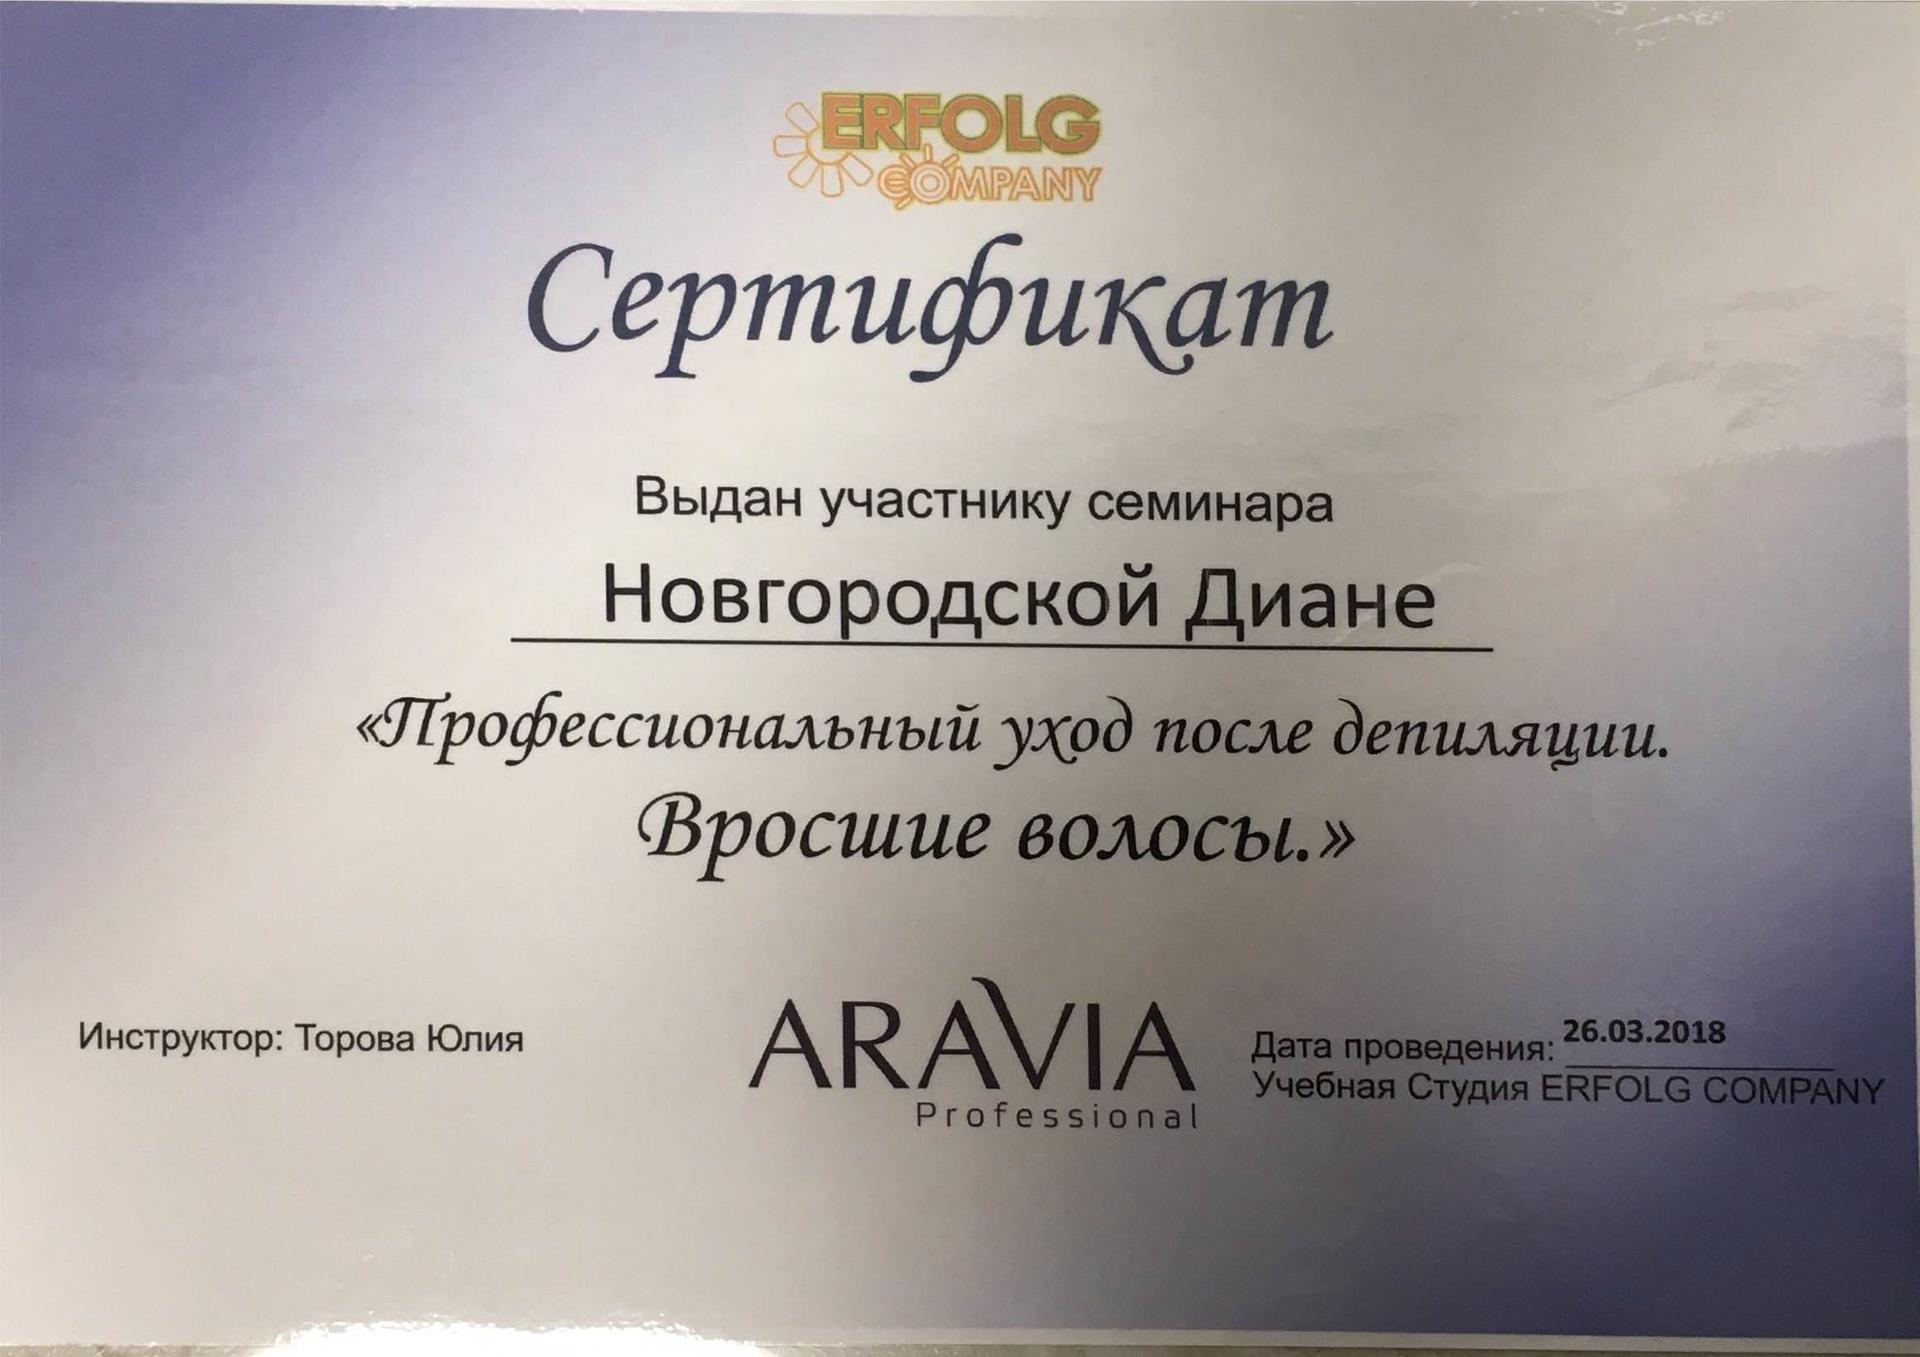 ERFOLG
COMPANY
Сертификат
Выдан участнику семинара
Новгородской Диане
«Профессиональный уход после депиляции.
Вросшие волосы.»
Инструктор: Торова Юлия
ARAVIA
Professional
Дата проведения: 26.03.2018
Учебная Студия ERFOLG COMPANY